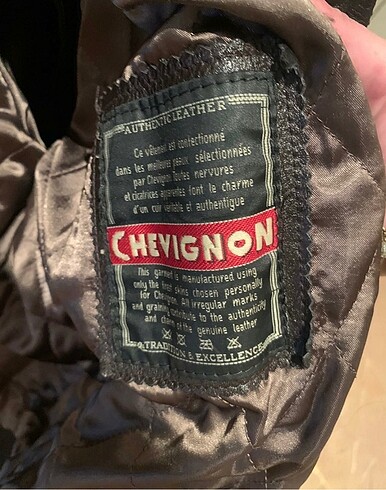 AUTHENTIC LEATHER
Ce vêtement est confectionné
dans les meilleures peaux sélectionnées
par Chevignon Toutes nervures
et cicatrices apparentes font le charme
d'un cuir véritable et authentique
CHEVIGNON
This garment is manufactured using
only the finest skins chosen personally
for Chevignon. All irregular marks
and graining contribute to the authenticity
and charm of the genuine leather
TRADITION & EXCELLENCE